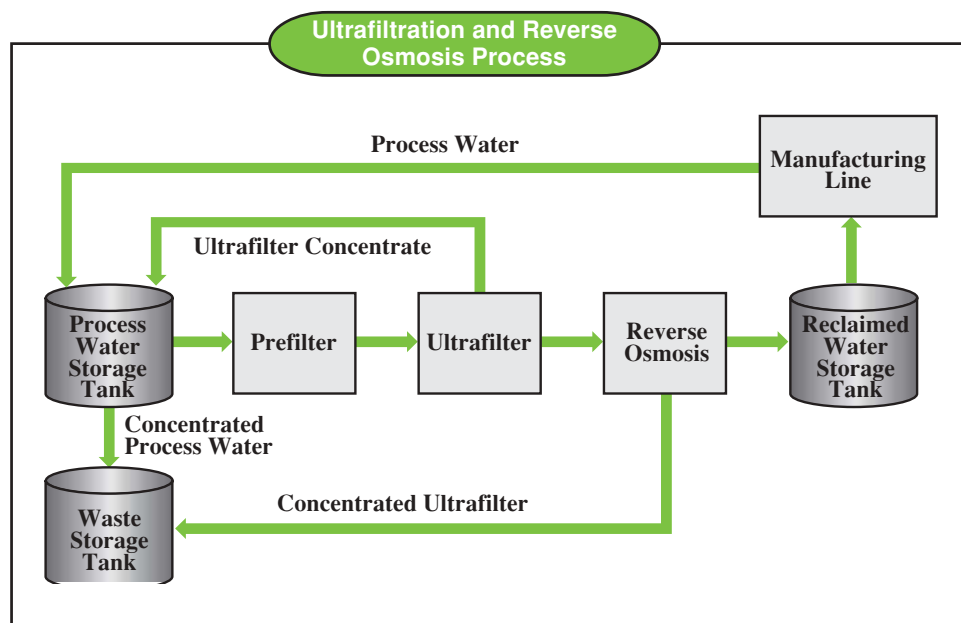 Ultrafiltration and Reverse
Osmosis Process
Process Water
Manufacturing
Line
Ultrafilter Concentrate
Process
Water
Storage
Tank
Prefilter
Ultrafilter
Reverse
Osmosis
Reclaimed
Water
Storage
Tank
Concentrated
Process Water
Concentrated Ultrafilter
Waste
Storage
Tank